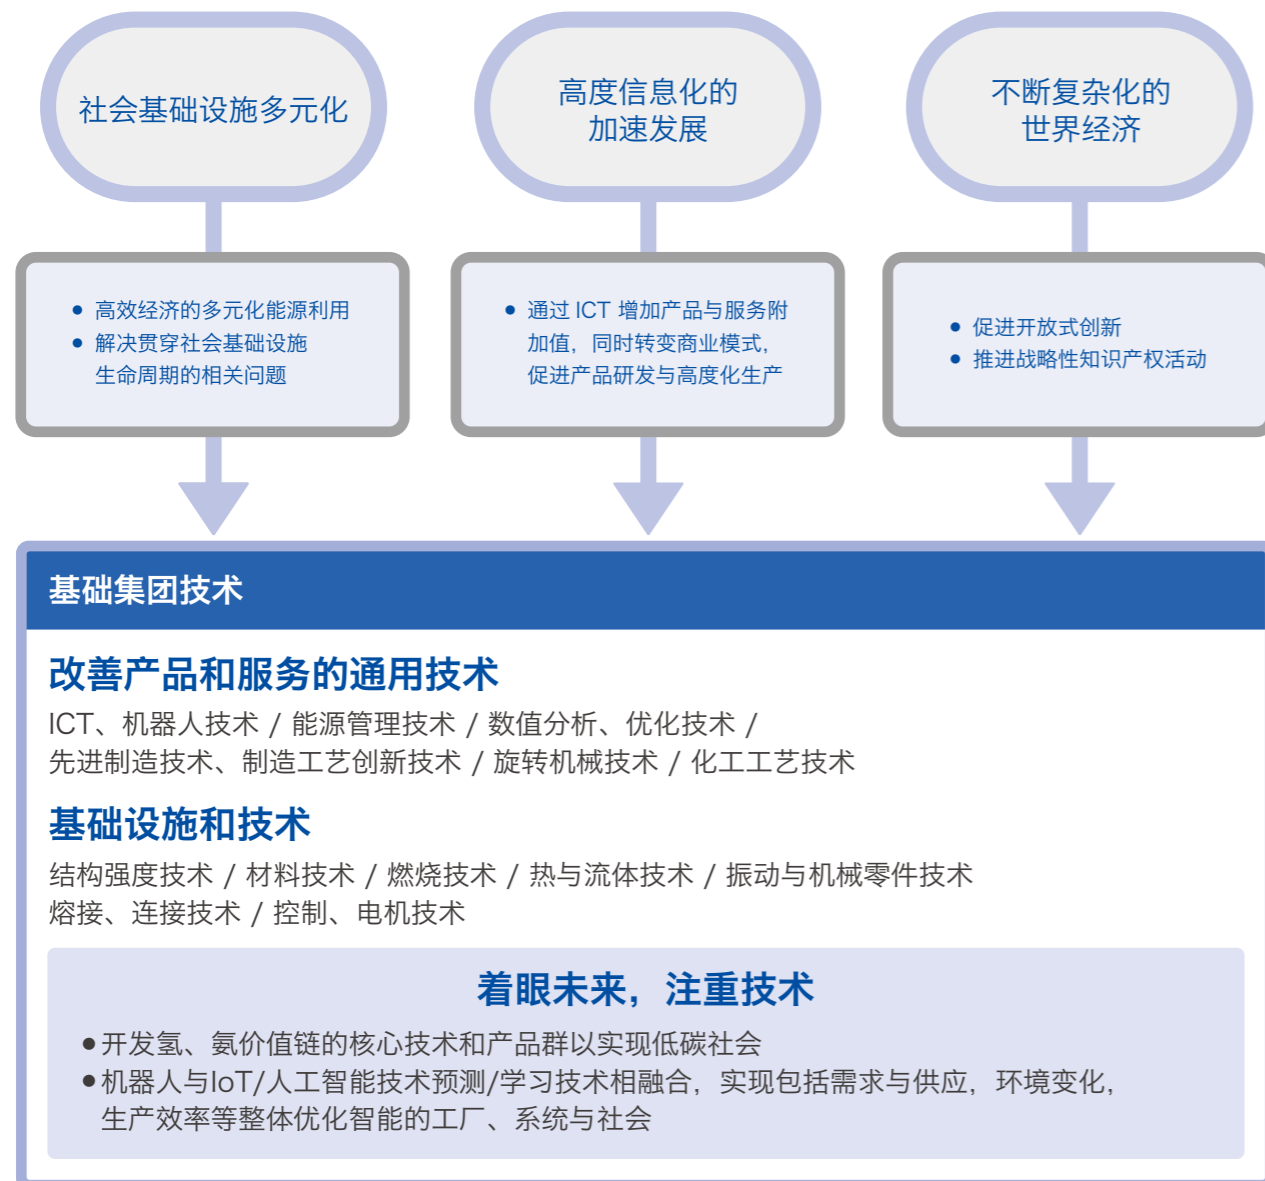 社会基础设施多元化
高度信息化的
加速发展
不断复杂化的
世界经济
● 高效经济的多元化能源利用
● 解决贯穿社会基础设施
生命周期的相关问题
● 通过 ICT 增加产品与服务附
加值，同时转变商业模式，
促进产品研发与高度化生产
● 促进开放式创新
● 推进战略性知识产权活动
基础集团技术
改善产品和服务的通用技术
ICT、机器人技术 / 能源管理技术 / 数值分析、优化技术 /
先进制造技术、制造工艺创新技术 / 旋转机械技术 / 化工工艺技术
基础设施和技术
结构强度技术 / 材料技术 / 燃烧技术 / 热与流体技术 / 振动与机械零件技术
熔接、连接技术 / 控制、电机技术
着眼未来，注重技术
●开发氢、氨价值链的核心技术和产品群以实现低碳社会
●机器人与IoT/人工智能技术预测/学习技术相融合，实现包括需求与供应，环境变化，
生产效率等整体优化智能的工厂、系统与社会